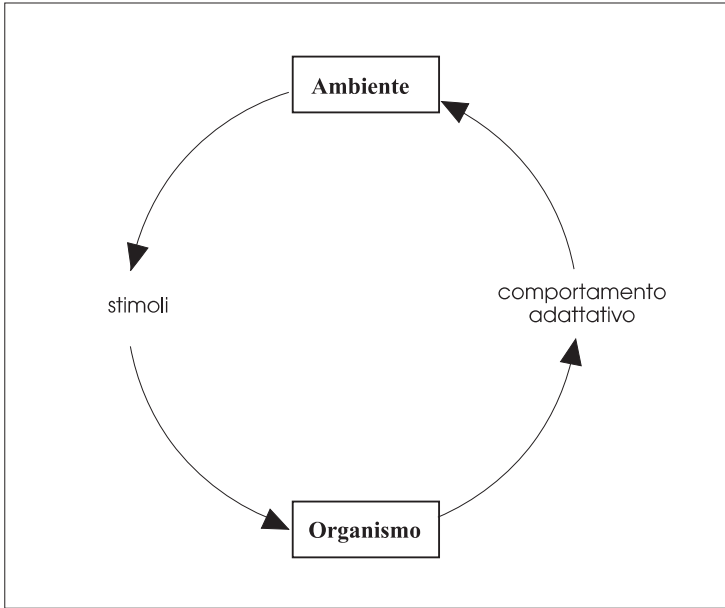 Ambiente
stimoli
comportamento
adattativo
Organismo